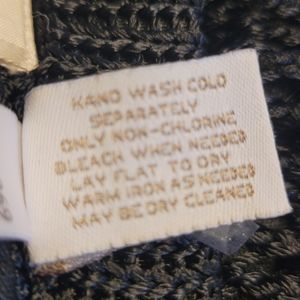 HAND WASH COLD
SEPARATELY
ONLY NON-CHLORINE
BLEACH WHEN NEEDED
LAY FLAT TO DRY
WARM IRON AS NEEDED
MAY BE DRY CLEANED